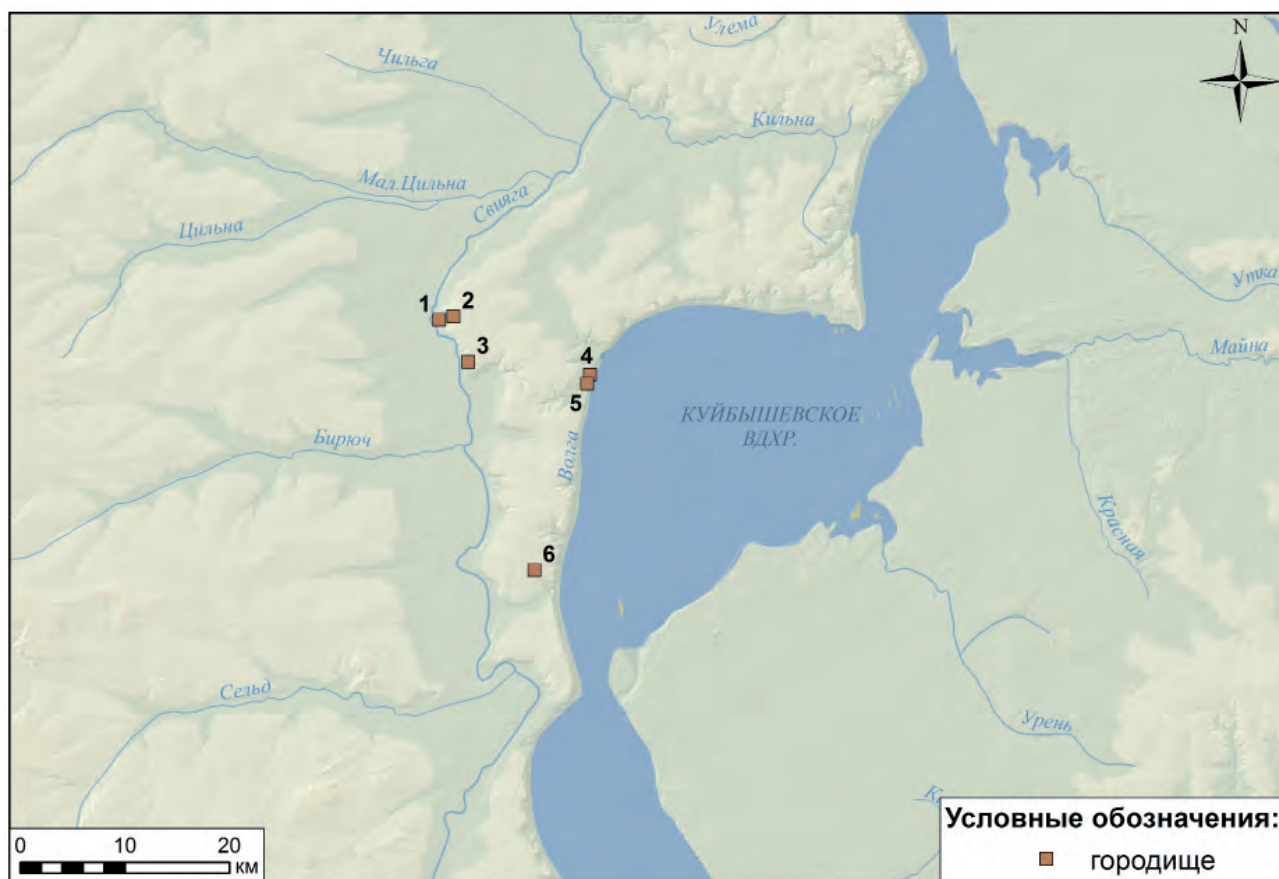 Улема
N
Чильга
Кильна
Мал.Цильна
Свияга
Цильна
Утка
1
2
3
Майна
4
5
КУЙБЫШЕВСКОЕ
ВДХР.
Бирюч
Волга
Красная
6
Сельд
Урень
Условные обозначения:
городище
0
10
20
км